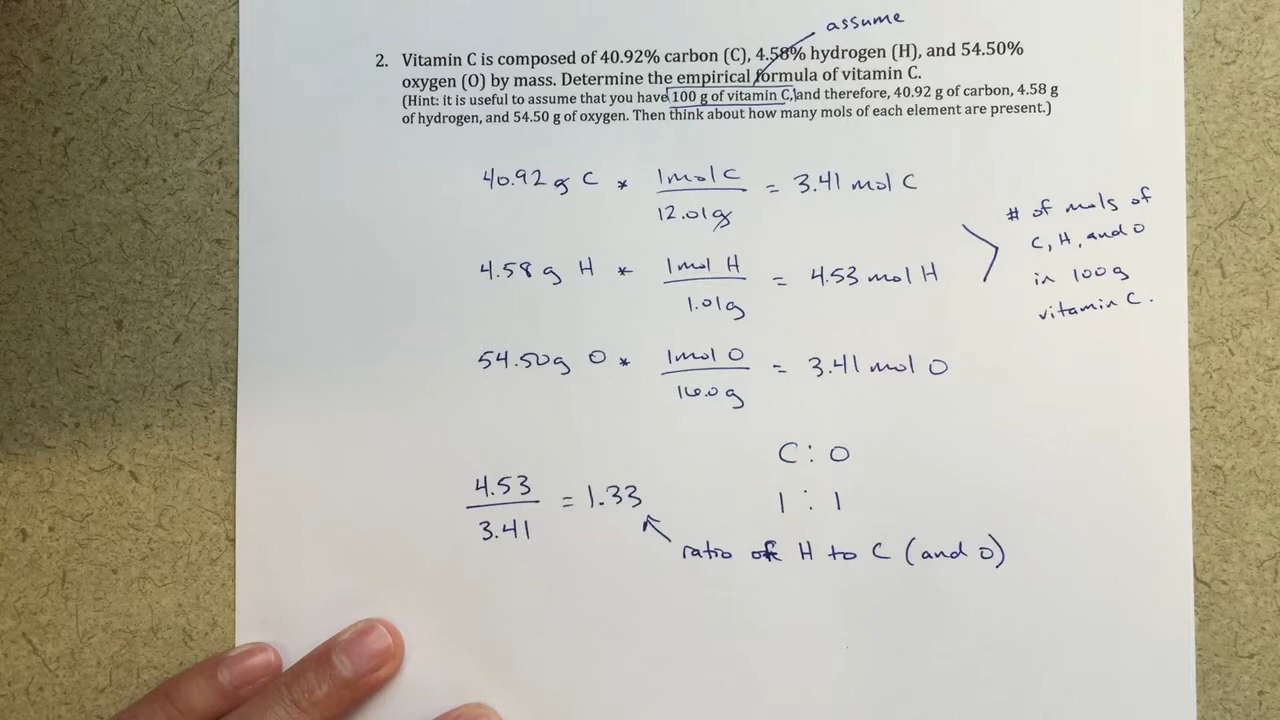 assume
2. Vitamin C is composed of 40.92% carbon (C), 4.58% hydrogen (H), and 54.50%
oxygen (O) by mass. Determine the empirical formula of vitamin C.
(Hint: it is useful to assume that you have 100 g of vitamin C, and therefore, 40.92 g of carbon, 4.58 g
of hydrogen, and 54.50 g of oxygen. Then think about how many mols of each element are present.)
40.92 g C * 1 mol C / 12.01g = 3.41 mol C
4.58 g H * 1 mol H / 1.01g = 4.53 mol H
54.50g O * 1 mol O / 16.0g = 3.41 mol O
# of mols of
C, H, and O
in 100g
vitamin C.
C : O
1 : 1
4.53 / 3.41 = 1.33
ratio of H to C (and O)